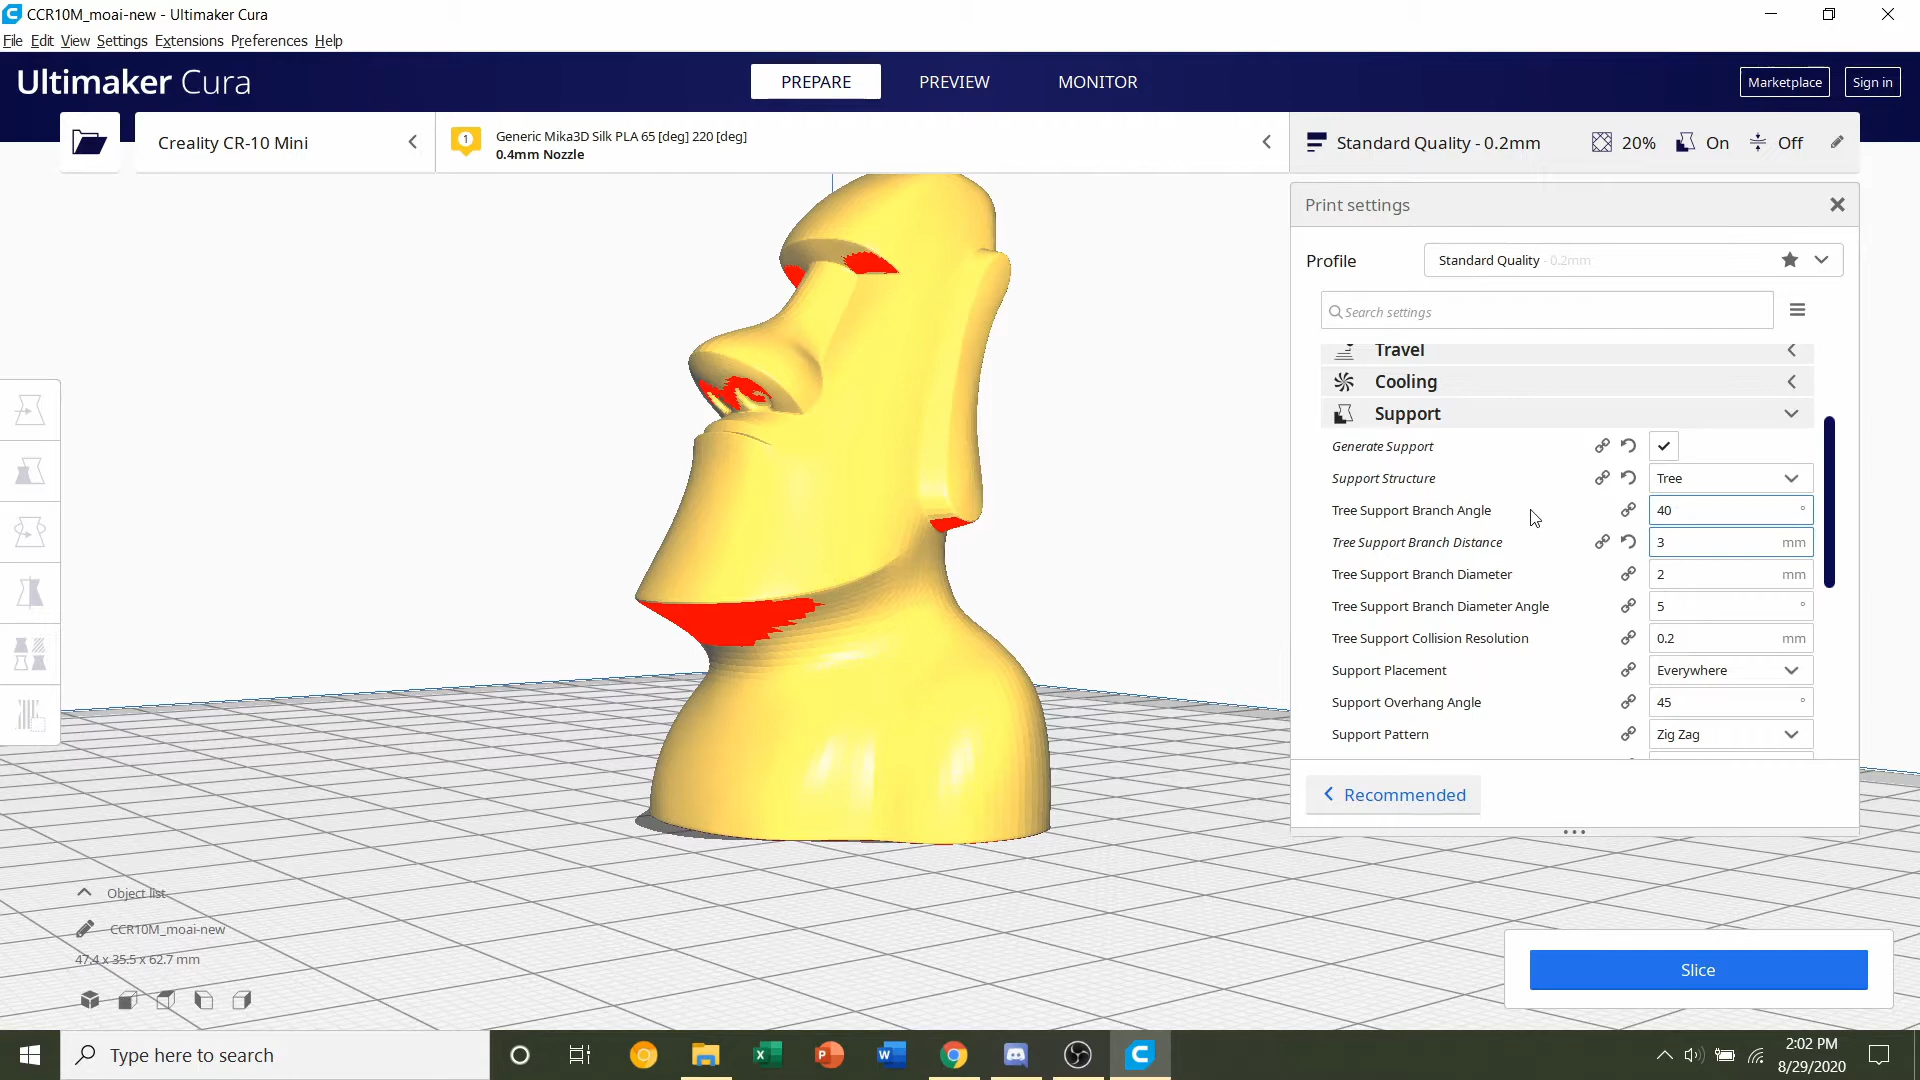 CCR10M_moai-new - Ultimaker Cura
File Edit View Settings Extensions Preferences Help
Ultimaker Cura
PREPARE
PREVIEW
MONITOR
Marketplace
Sign in
Creality CR-10 Mini
1
Generic Mika3D Silk PLA 65 [deg] 220 [deg]
0.4mm Nozzle
Standard Quality - 0.2mm
20%
On
Off
Print settings
Profile
Standard Quality - 0.2mm
Search settings
Travel
Cooling
Support
Generate Support
Support Structure Tree
Tree Support Branch Angle 40 °
Tree Support Branch Distance 3 mm
Tree Support Branch Diameter 2 mm
Tree Support Branch Diameter Angle 5 °
Tree Support Collision Resolution 0.2 mm
Support Placement Everywhere
Support Overhang Angle 45 °
Support Pattern Zig Zag
Recommended
Object list
CCR10M_moai-new
47.4 x 35.5 x 62.7 mm
Slice
Type here to search
2:02 PM
8/29/2020